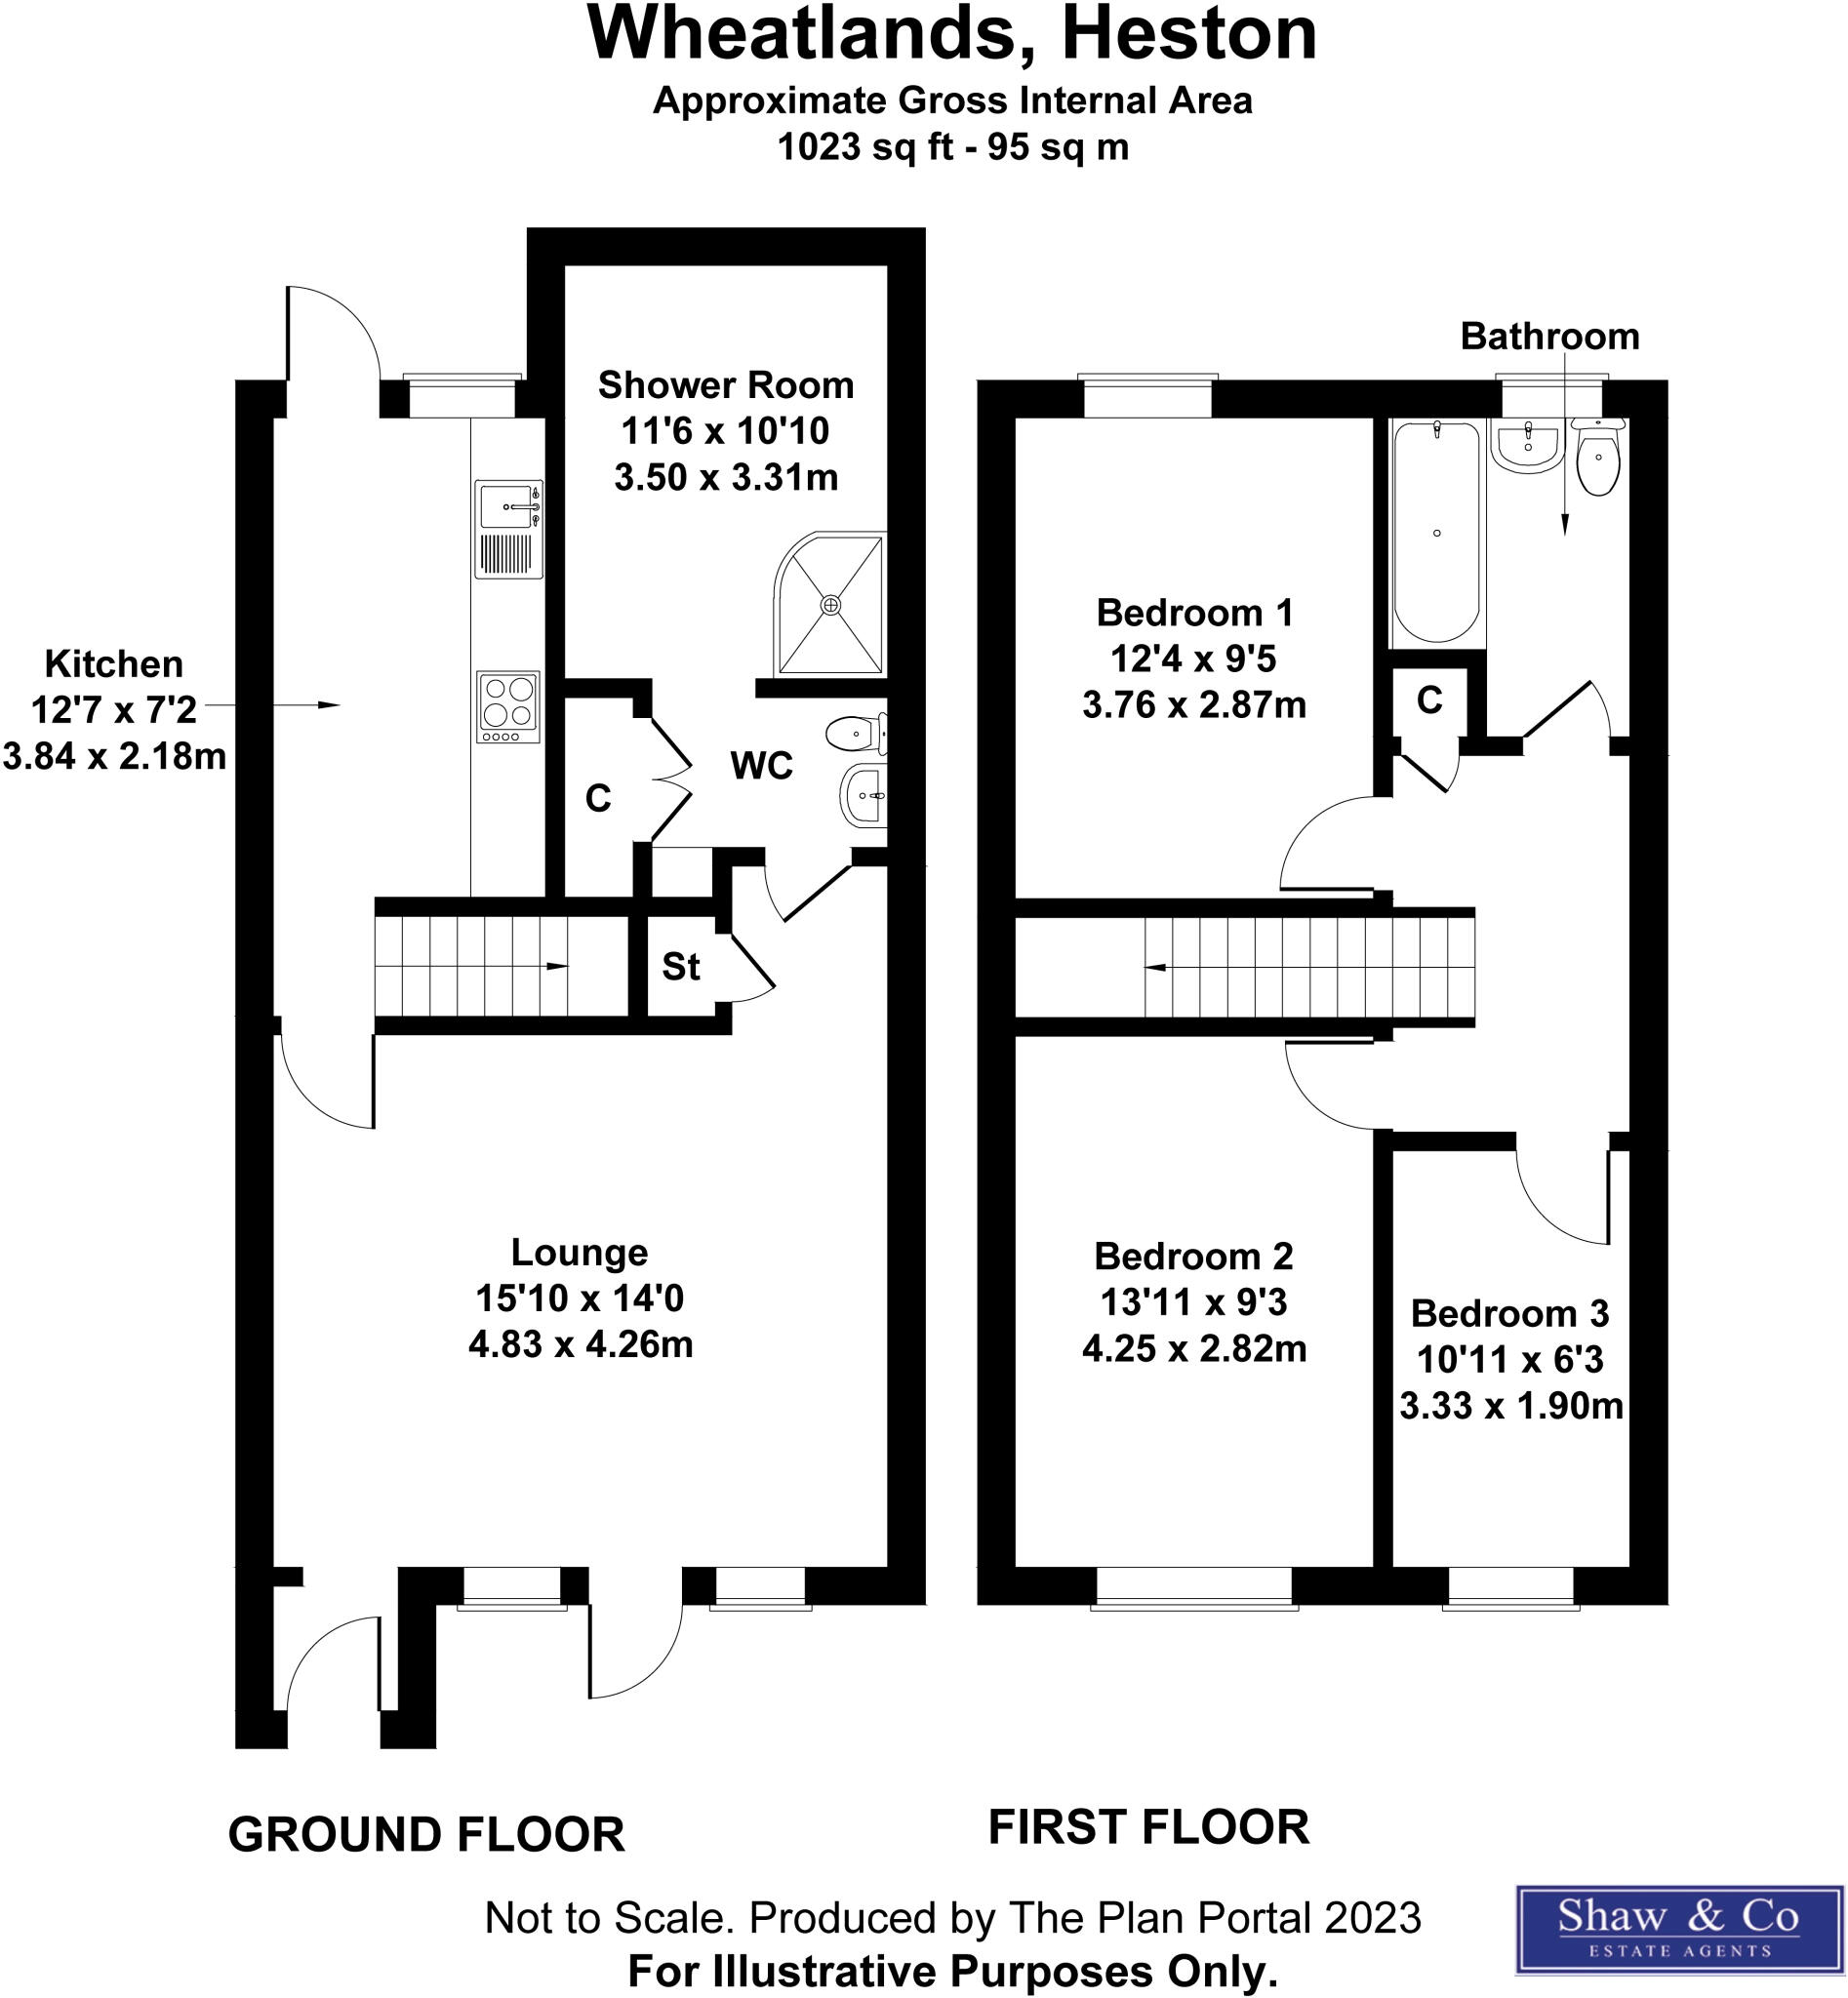 Wheatlands, Heston
Approximate Gross Internal Area
1023 sq ft - 95 sq m
Shower Room
11'6 x 10'10
3.50 x 3.31m
Kitchen
12'7 x 7'2
3.84 x 2.18m
WC
C
St
Lounge
15'10 x 14'0
4.83 x 4.26m
GROUND FLOOR
Bathroom
Bedroom 1
12'4 x 9'5
3.76 x 2.87m
C
Bedroom 2
13'11 x 9'3
4.25 x 2.82m
Bedroom 3
10'11 x 6'3
3.33 x 1.90m
FIRST FLOOR
Not to Scale. Produced by The Plan Portal 2023
For Illustrative Purposes Only.
Shaw & Co
ESTATE AGENTS